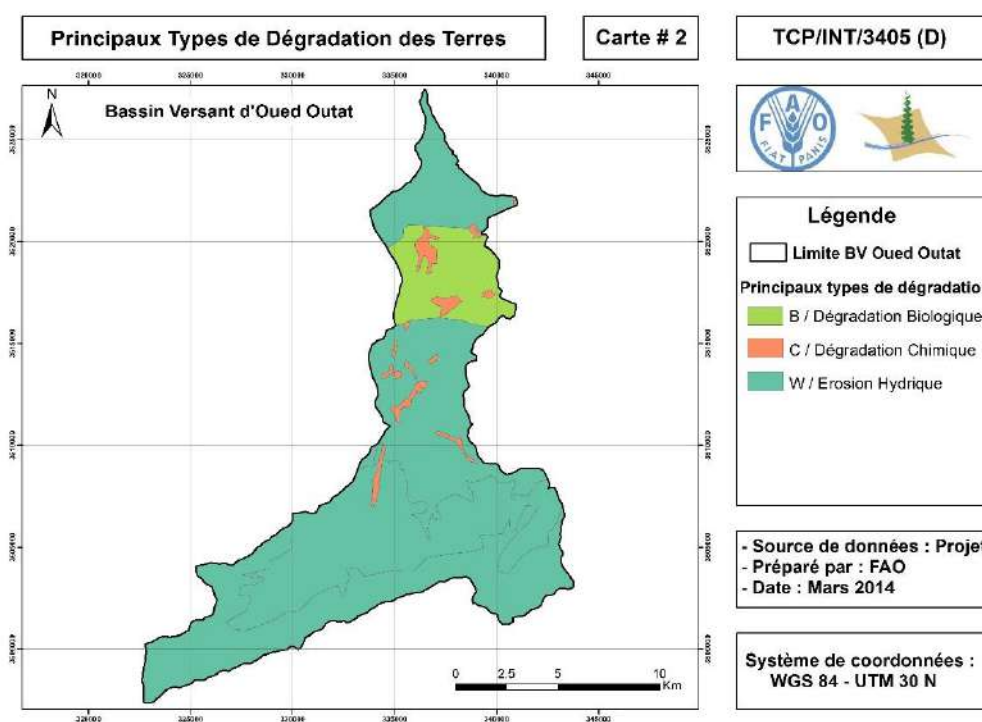 Principaux Types de Dégradation des Terres
Carte # 2
TCP/INT/3405 (D)
N
Bassin Versant d'Oued Outat
F A O
FIAT PANIS
Légende
Limite BV Oued Outat
Principaux types de dégradatio
B / Dégradation Biologique
C / Dégradation Chimique
W / Erosion Hydrique
0 2.5 5 10
Km
- Source de données : Projet
- Préparé par : FAO
- Date : Mars 2014
Système de coordonnées :
WGS 84 - UTM 30 N